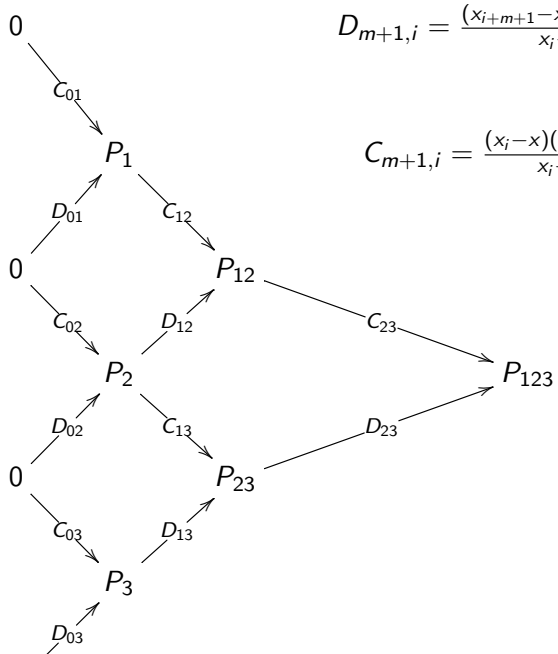 0
D_{m+1,i} = \frac{(x_{i+m+1}-x}{x_i}
C_{01}
P_1
C_{m+1,i} = \frac{(x_i-x)(}{x_i}
D_{01} C_{12}
0 P_{12}
C_{02} D_{12} C_{23}
P_2 P_{123}
D_{02} C_{13} D_{23}
0 P_{23}
C_{03} D_{13}
P_3
D_{03}